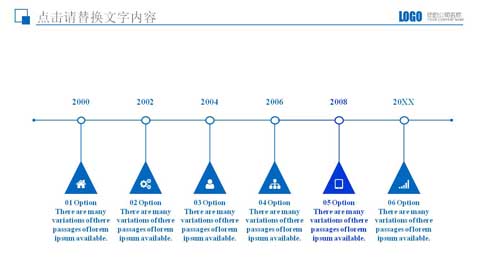 点击请替换文字内容
LOGO
YOUR COMPANY NAME
2000
2002
2004
2006
2008
20XX
01 Option
There are many
variations of there
passages of lorem
ipsum available.
02 Option
There are many
variations of there
passages of lorem
ipsum available.
03 Option
There are many
variations of there
passages of lorem
ipsum available.
04 Option
There are many
variations of there
passages of lorem
ipsum available.
05 Option
There are many
variations of there
passages of lorem
ipsum available.
06 Option
There are many
variations of there
passages of lorem
ipsum available.